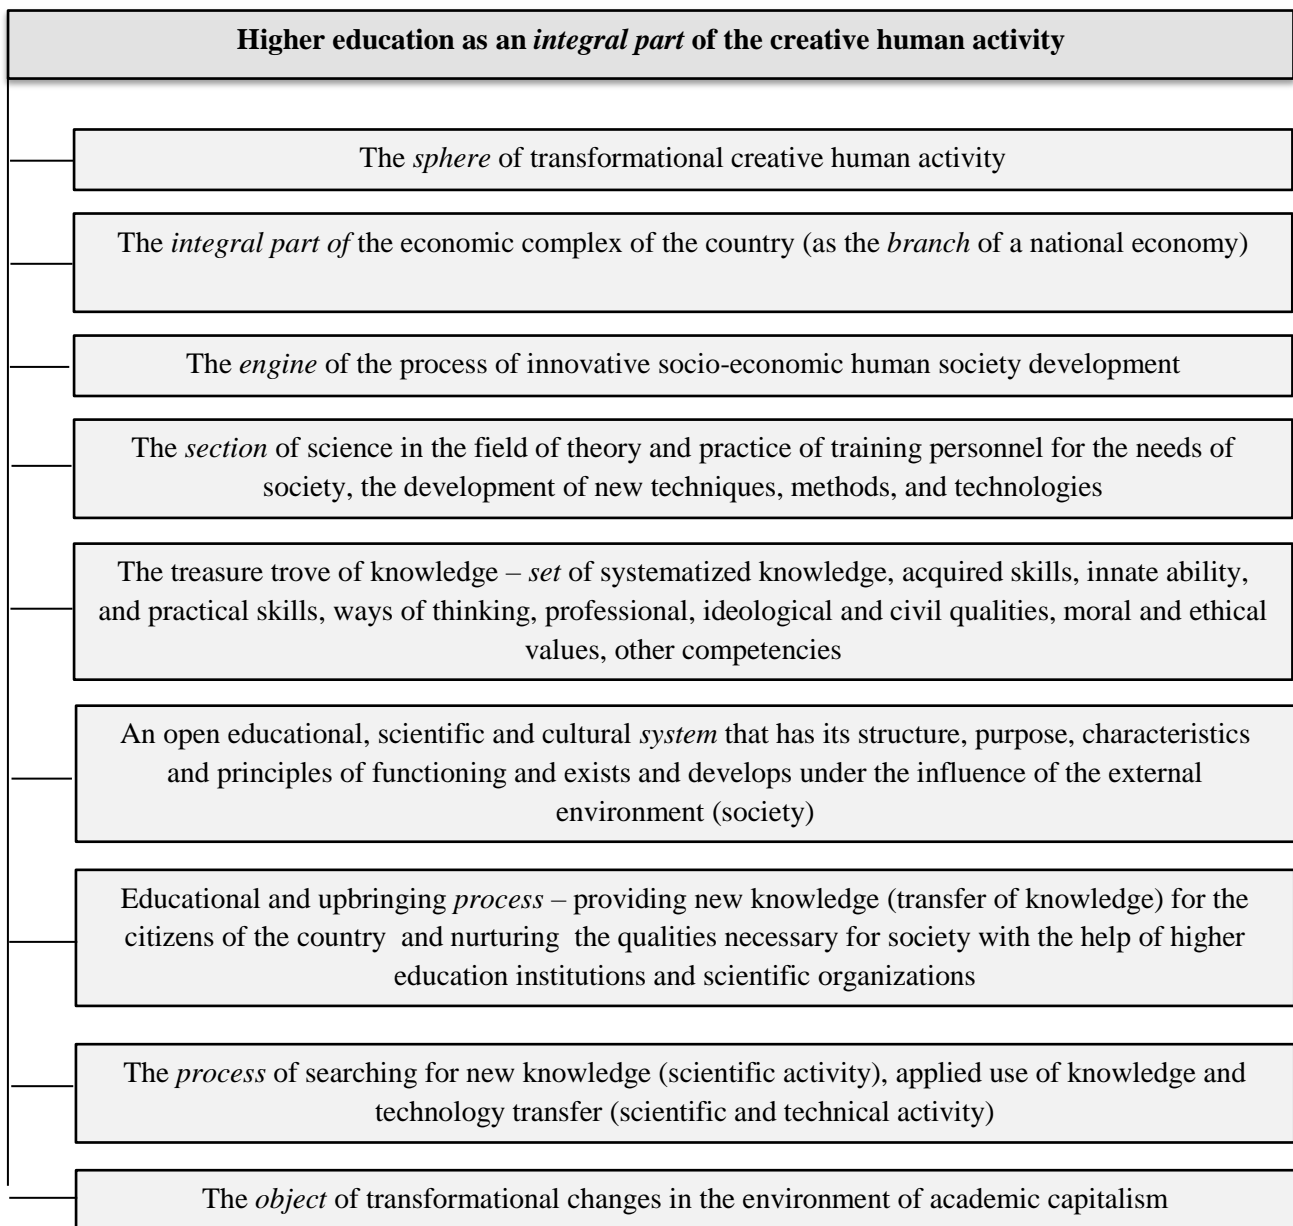 Higher education as an integral part of the creative human activity
The sphere of transformational creative human activity
The integral part of the economic complex of the country (as the branch of a national economy)
The engine of the process of innovative socio-economic human society development
The section of science in the field of theory and practice of training personnel for the needs of
society, the development of new techniques, methods, and technologies
The treasure trove of knowledge – set of systematized knowledge, acquired skills, innate ability,
and practical skills, ways of thinking, professional, ideological and civil qualities, moral and ethical
values, other competencies
An open educational, scientific and cultural system that has its structure, purpose, characteristics
and principles of functioning and exists and develops under the influence of the external
environment (society)
Educational and upbringing process – providing new knowledge (transfer of knowledge) for the
citizens of the country and nurturing the qualities necessary for society with the help of higher
education institutions and scientific organizations
The process of searching for new knowledge (scientific activity), applied use of knowledge and
technology transfer (scientific and technical activity)
The object of transformational changes in the environment of academic capitalism